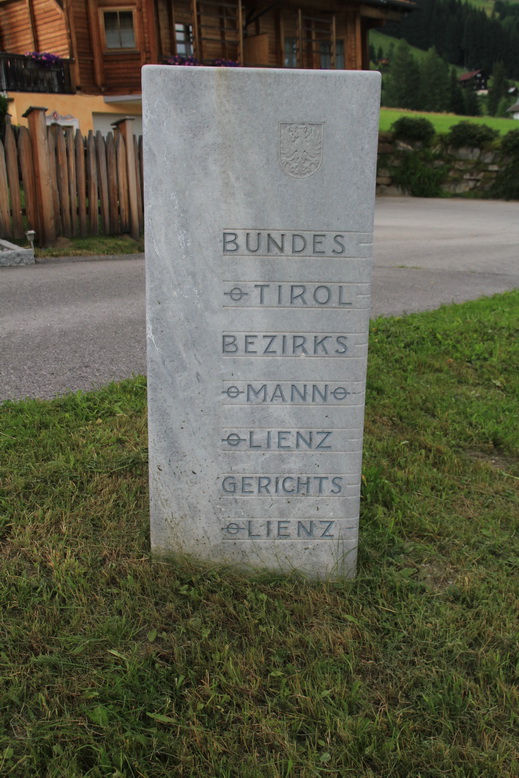 BUNDES
TIROL
BEZIRKS
MANN
LIENZ
GERICHTS
LIENZ